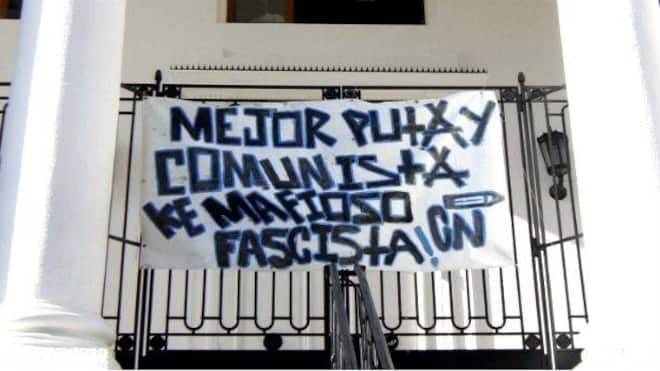 MEJOR PUTA Y
COMUNISTA
KE MAFIOSO
FASCISTA! CN